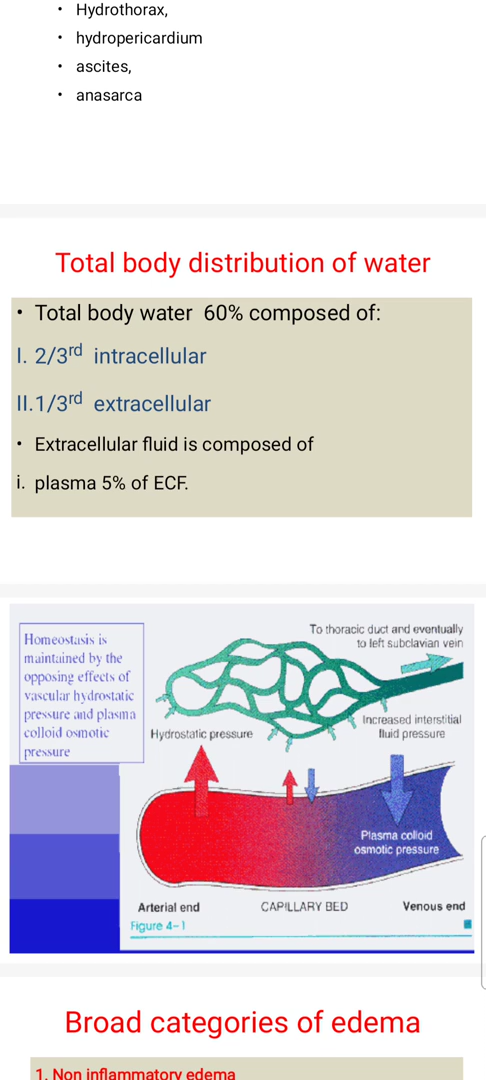 • Hydrothorax,
• hydropericardium
• ascites,
• anasarca
Total body distribution of water
• Total body water  60% composed of:
I. 2/3rd  intracellular
II.1/3rd  extracellular
• Extracellular fluid is composed of
i. plasma 5% of ECF.
Homeostasis is
maintained by the
opposing effects of
vascular hydrostatic
pressure and plasma
colloid osmotic
pressure
To thoracic duct and eventually
to left subclavian vein
Hydrostatic pressure
Increased interstitial
fluid pressure
Plasma colloid
osmotic pressure
Arterial end
CAPILLARY BED
Venous end
Figure 4-1
Broad categories of edema
1. Non inflammatory edema